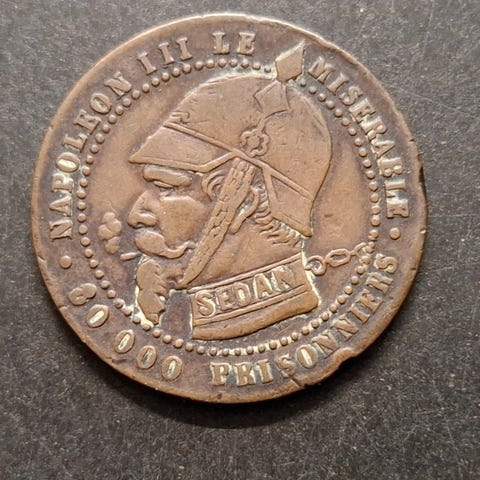 NAPOLEON III LE MISERABLE
80 000 PRISONNIERS
SEDAN